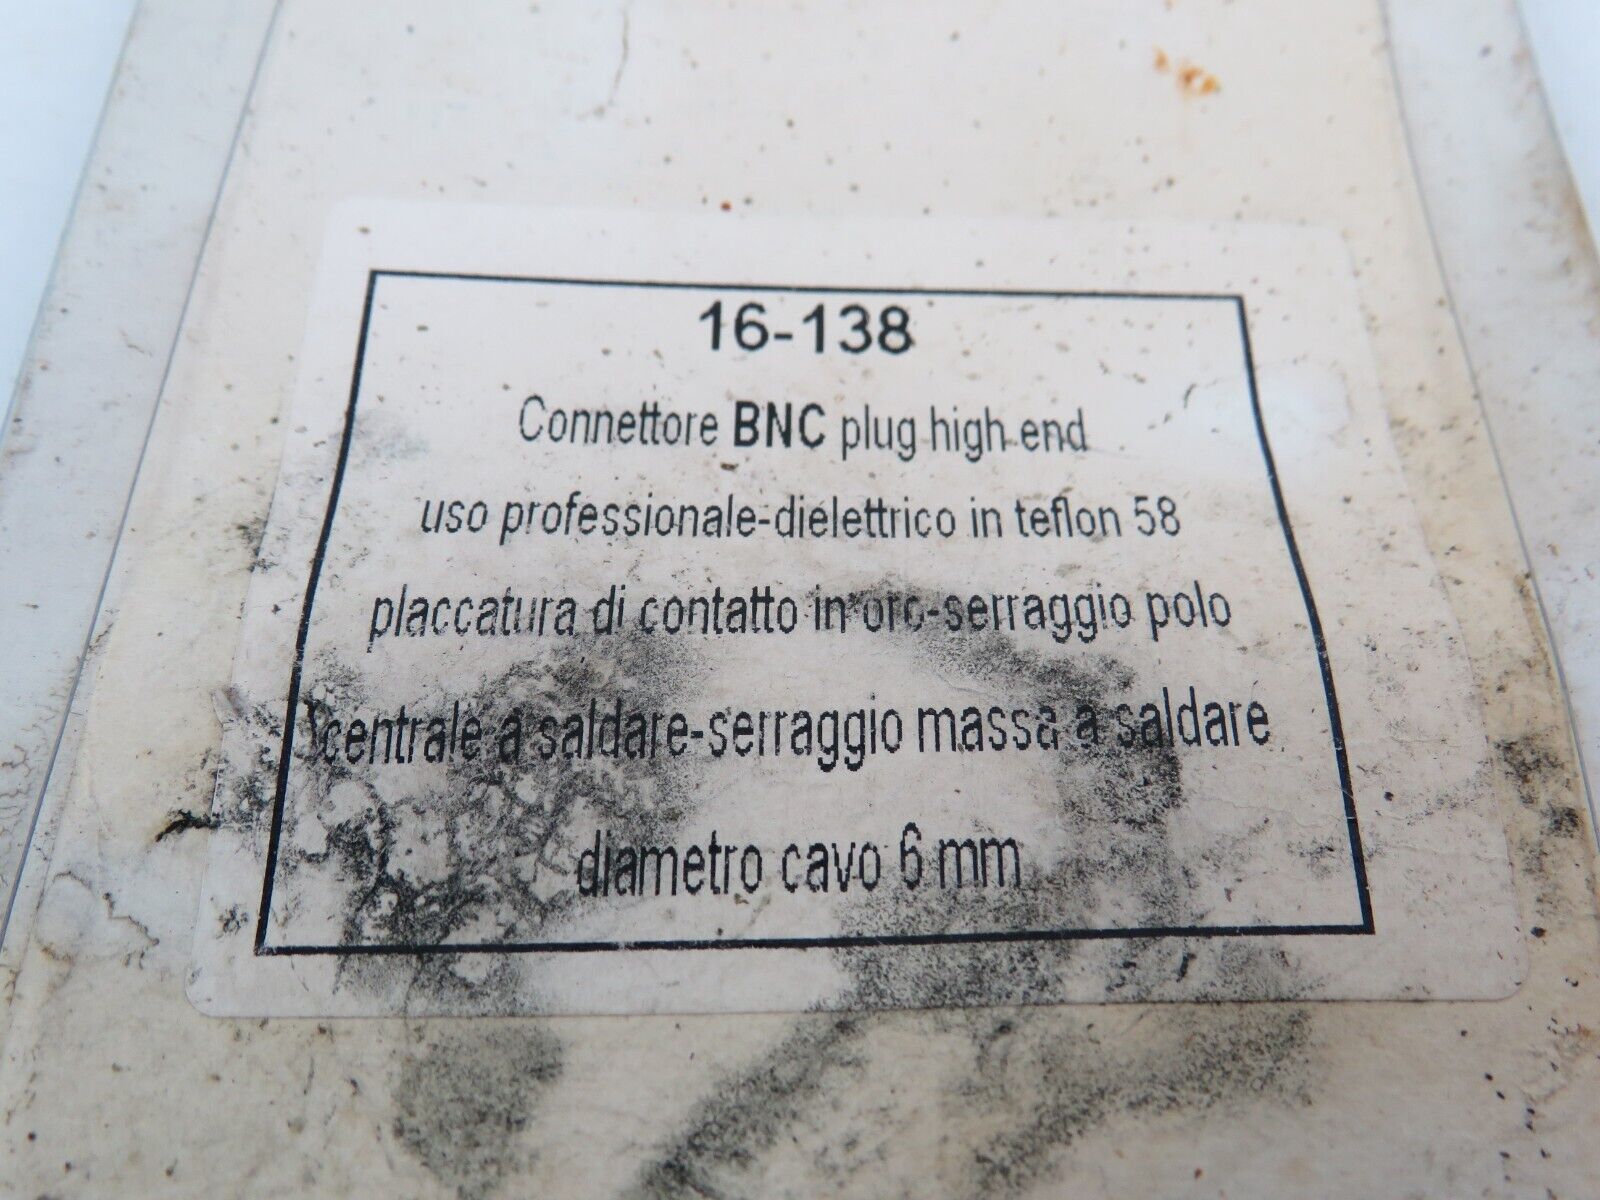 16-138
Connettore BNC plug high end
uso professionale-dielettrico in teflon 58
placcatura di contatto in oro-serraggio polo
centrale a saldare-serraggio massa a saldare
diametro cavo 6 mm